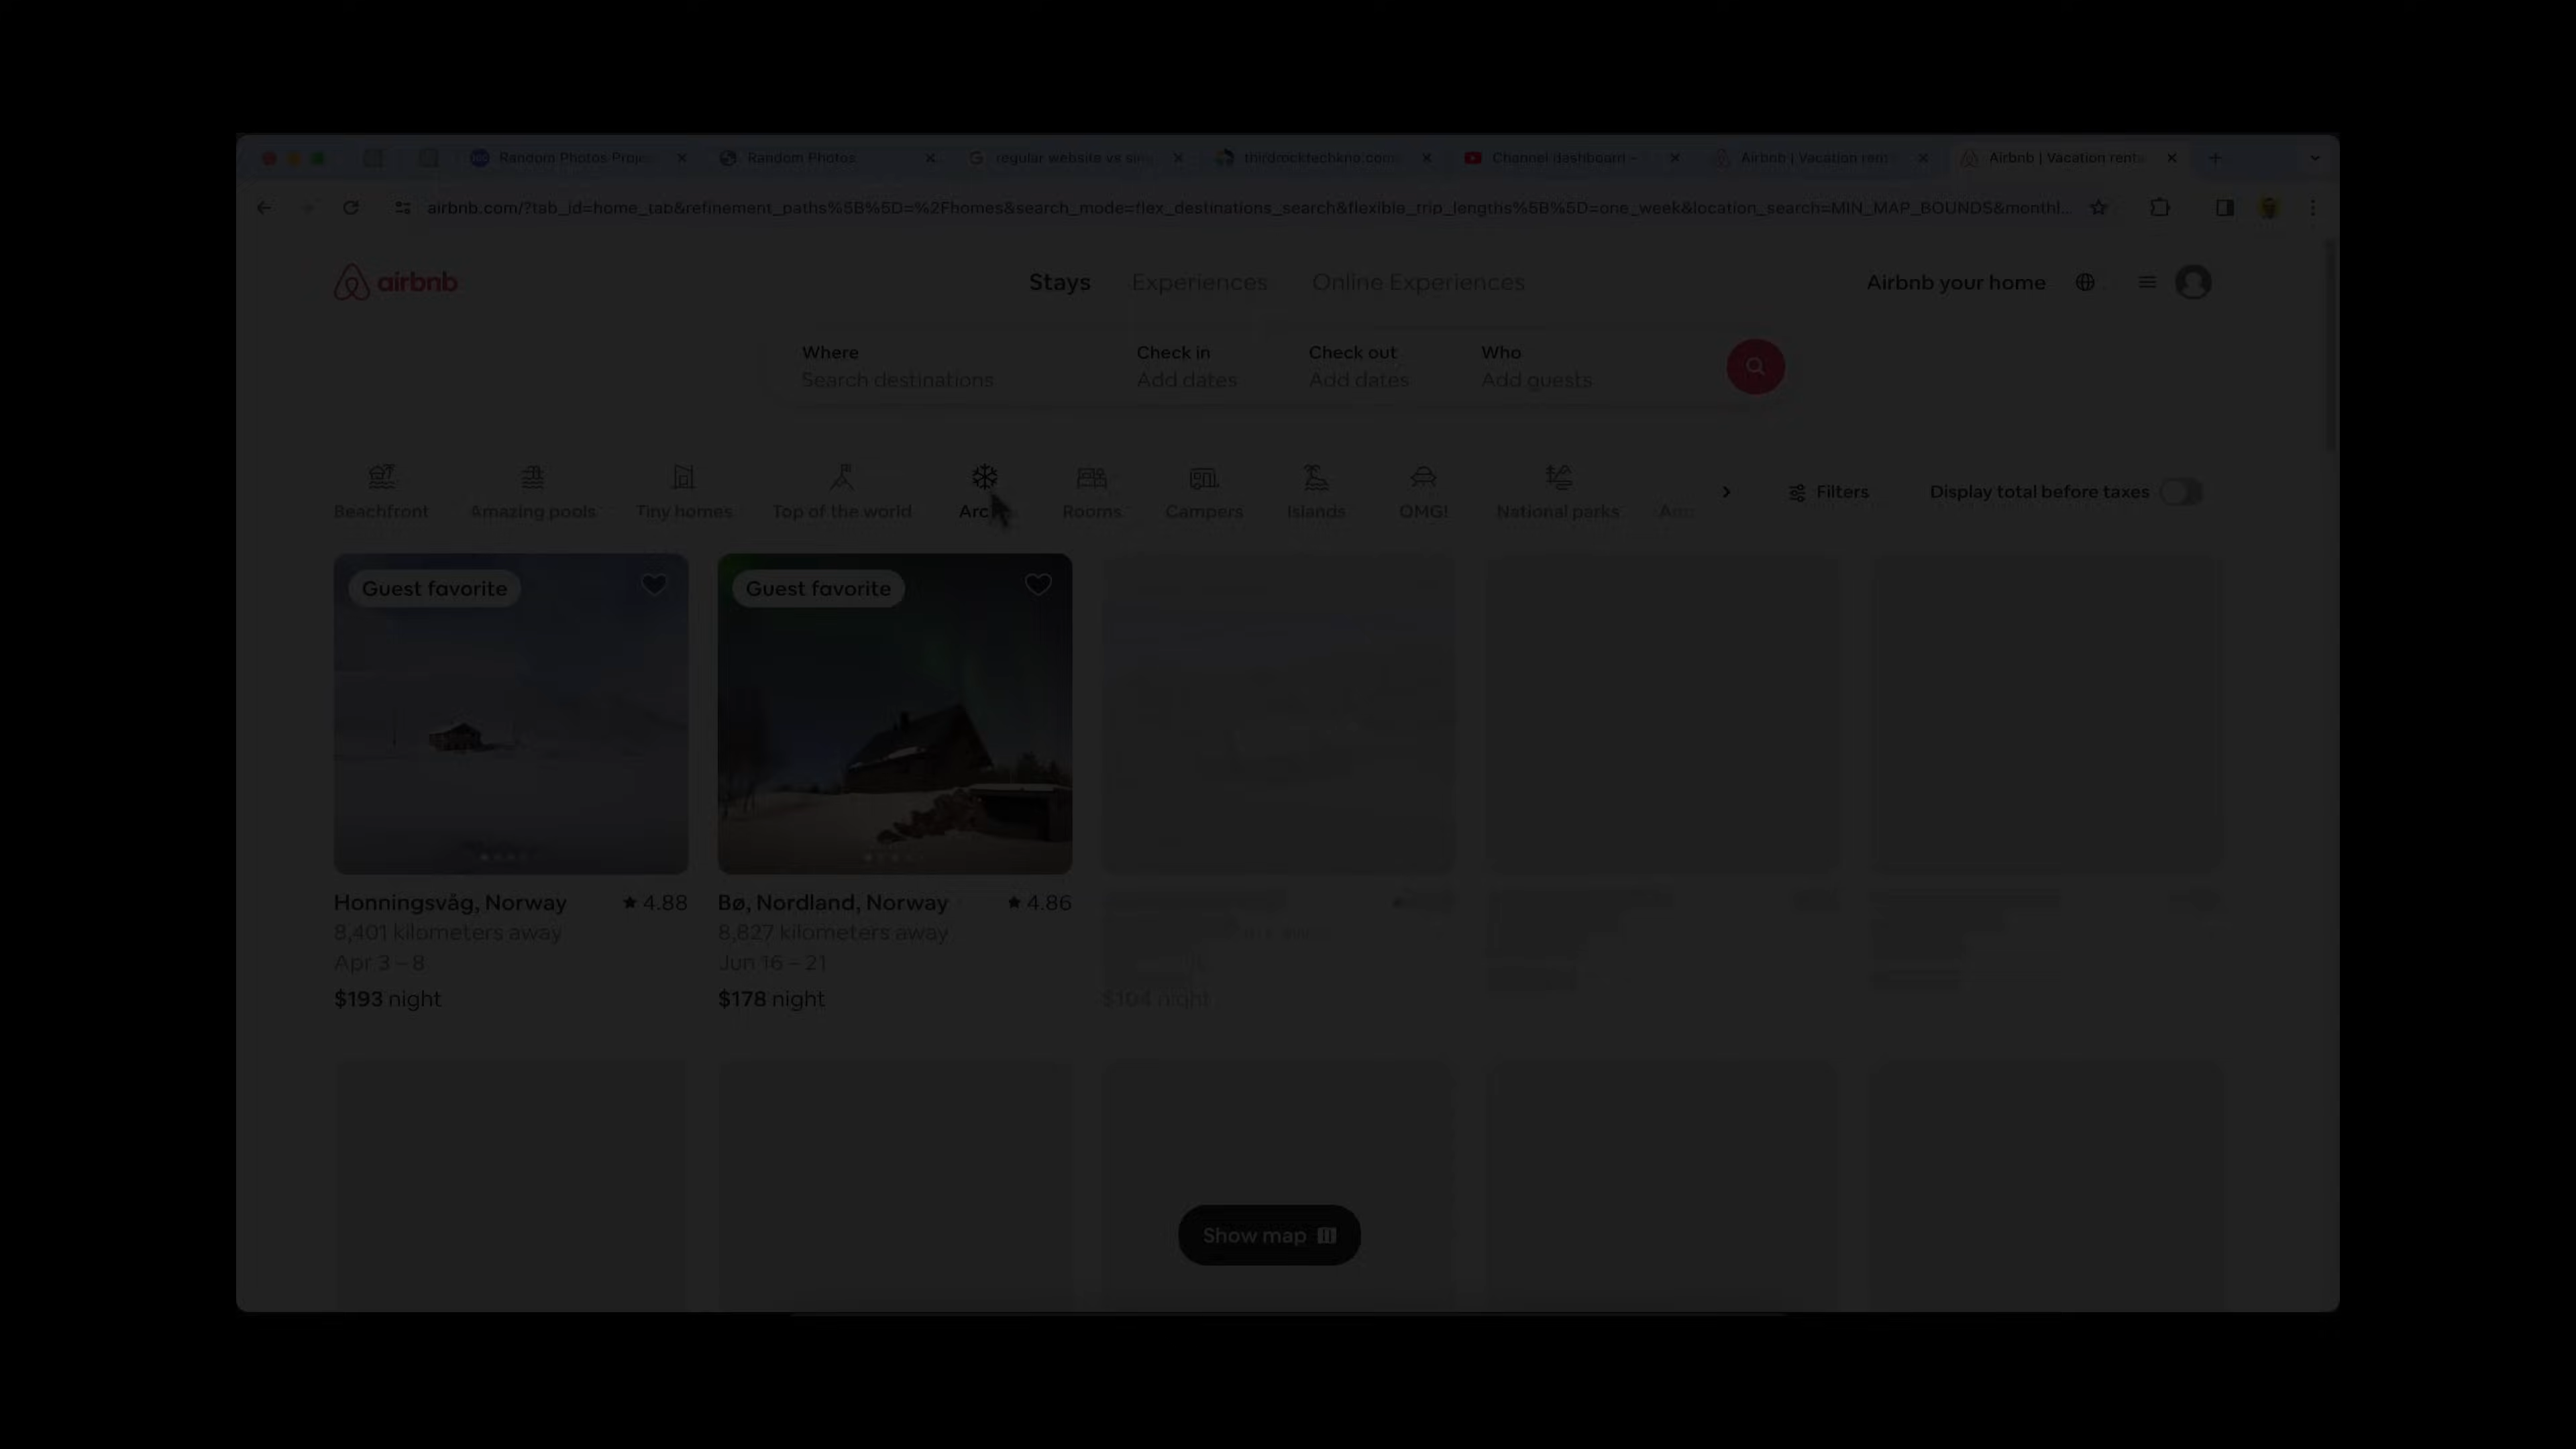 Random Photos Proje
Random Photos
regular website vs sin
thirdrocktechkno.com
Channel dashboard -
Airbnb | Vacation rent
Airbnb | Vacation renta
airbnb.com/?tab_id=home_tab&refinement_paths%5B%5D=%2Fhomes&search_mode=flex_destinations_search&flexible_trip_lengths%5B%5D=one_week&location_search=MIN_MAP_BOUNDS&monthl...
airbnb
Stays
Experiences
Online Experiences
Airbnb your home
Where
Check in
Check out
Who
Search destinations
Add dates
Add dates
Add guests
Beachfront
Amazing pools
Tiny homes
Top of the world
Arc
Rooms
Campers
Islands
OMG!
National parks
Filters
Display total before taxes
Guest favorite
Guest favorite
Honningsvåg, Norway
4.88
8,401 kilometers away
Apr 3 – 8
$193 night
Bø, Nordland, Norway
4.86
8,827 kilometers away
Jun 16 – 21
$178 night
$104 night
Show map